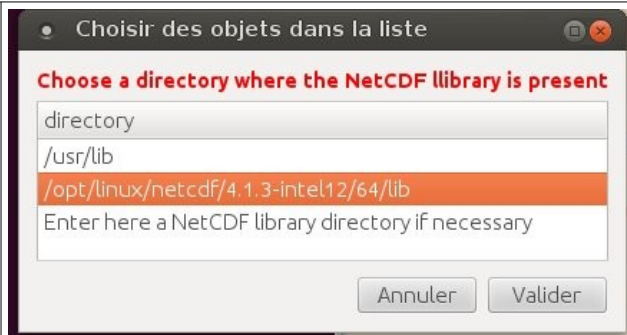 Choisir des objets dans la liste
Choose a directory where the NetCDF llibrary is present
directory
/usr/lib
/opt/linux/netcdf/4.1.3-intel12/64/lib
Enter here a NetCDF library directory if necessary
Annuler
Valider